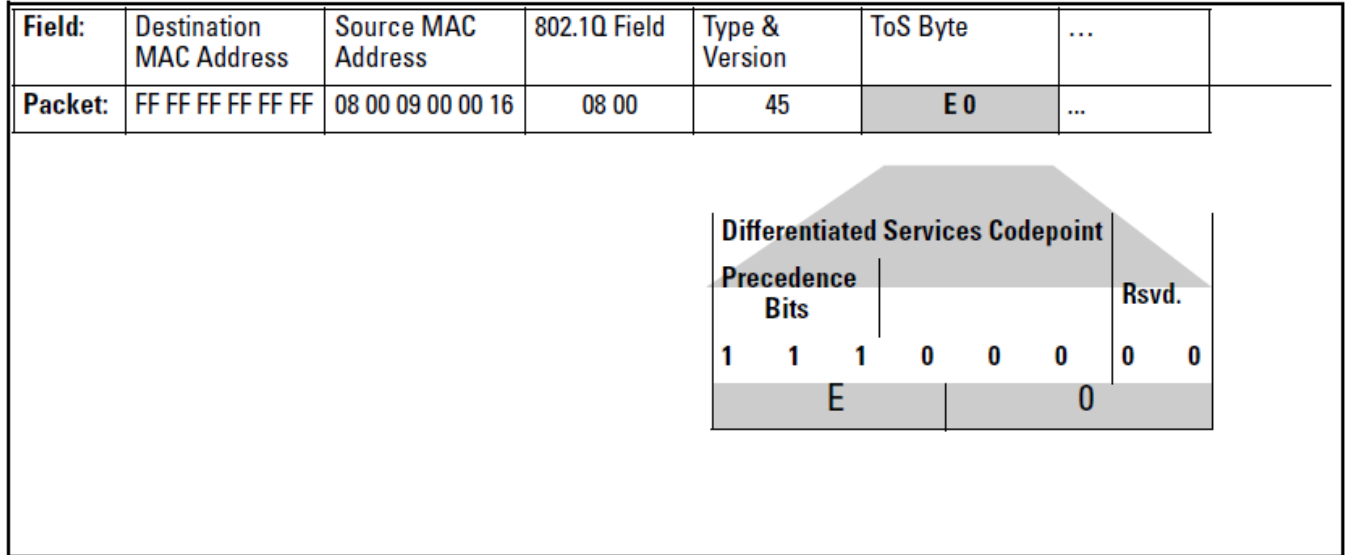 Field: Destination MAC Address Source MAC Address 802.1Q Field Type & Version ToS Byte …
Packet: FF FF FF FF FF FF 08 00 09 00 00 16 08 00 45 E 0 ...
Differentiated Services Codepoint
Precedence Bits Rsvd.
1 1 1 0 0 0 0 0
E 0